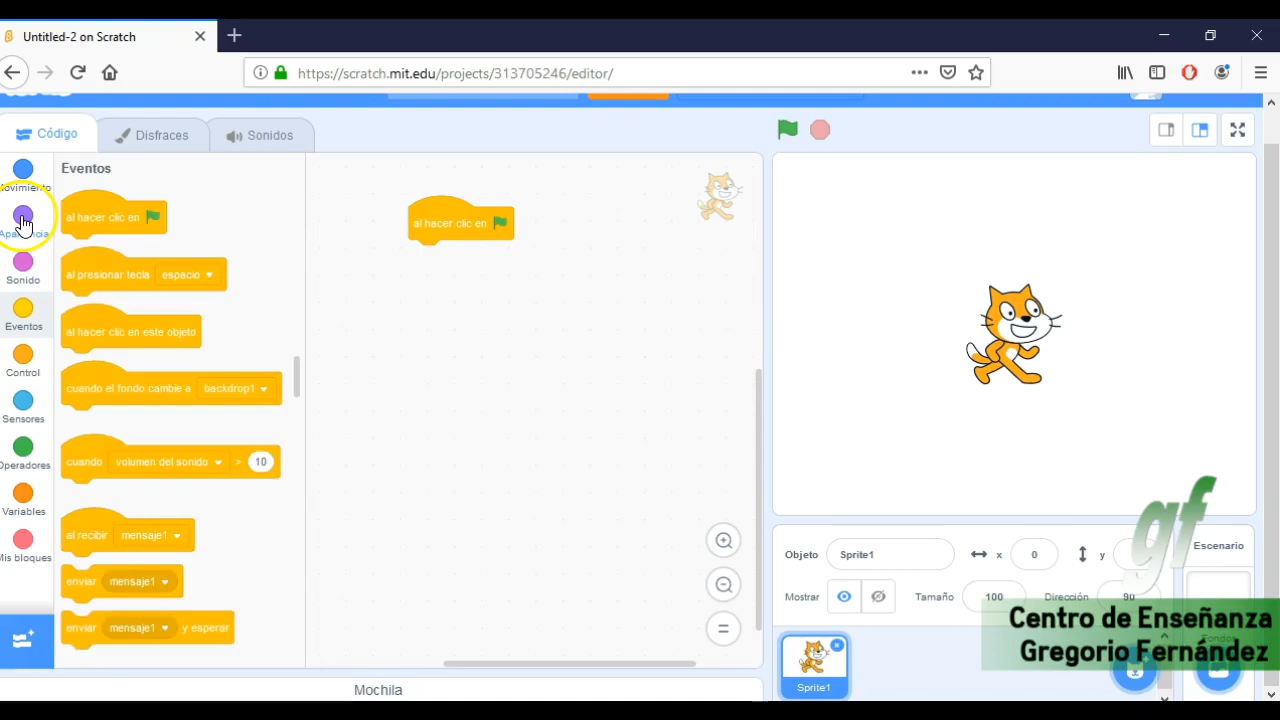 Untitled-2 on Scratch
https://scratch.mit.edu/projects/313705246/editor/
Código
Disfraces
Sonidos
Movimiento
Apariencia
Sonido
Eventos
Control
Sensores
Operadores
Variables
Mis bloques
Eventos
al hacer clic en
al presionar tecla espacio
al hacer clic en este objeto
cuando el fondo cambie a backdrop1
cuando volumen del sonido > 10
al recibir mensaje1
enviar mensaje1
enviar mensaje1 y esperar
al hacer clic en
Mochila
Objeto Sprite1 x 0 y
Mostrar Tamaño 100 Dirección 90
Sprite1
Escenario
gf
Centro de Enseñanza
Gregorio Fernández